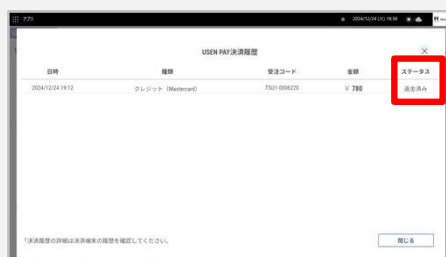 アプリ
2024/12/24 (火) 19:36
USEN PAY決済履歴
日時 種類 受注コード 金額 ステータス
2024/12/24 19:12 クレジット（Mastercard） TSU1-0006220 ¥ 780 返金済み
*決済履歴の詳細は決済端末の履歴を確認してください。
閉じる